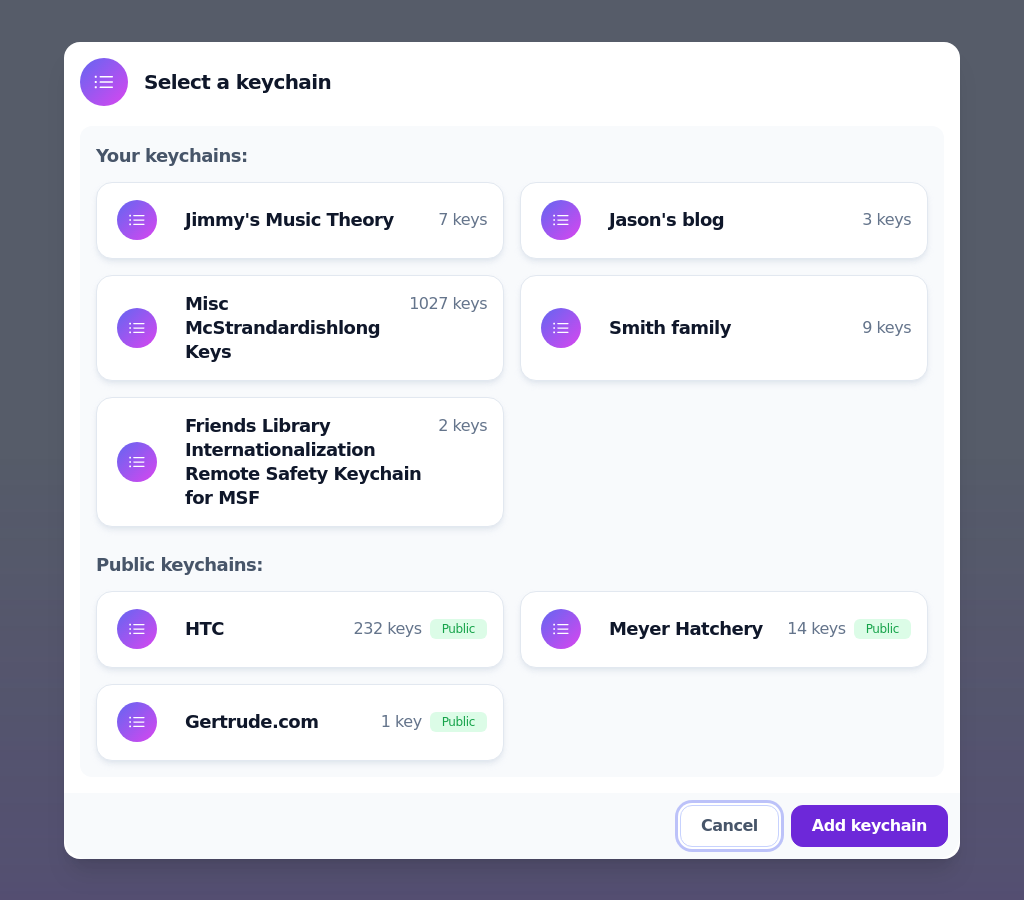 Select a keychain
Your keychains:
Jimmy's Music Theory 7 keys
Jason's blog 3 keys
Misc 1027 keys
McStrandardishlong
Keys
Smith family 9 keys
Friends Library 2 keys
Internationalization
Remote Safety Keychain
for MSF
Public keychains:
HTC 232 keys Public
Meyer Hatchery 14 keys Public
Gertrude.com 1 key Public
Cancel Add keychain